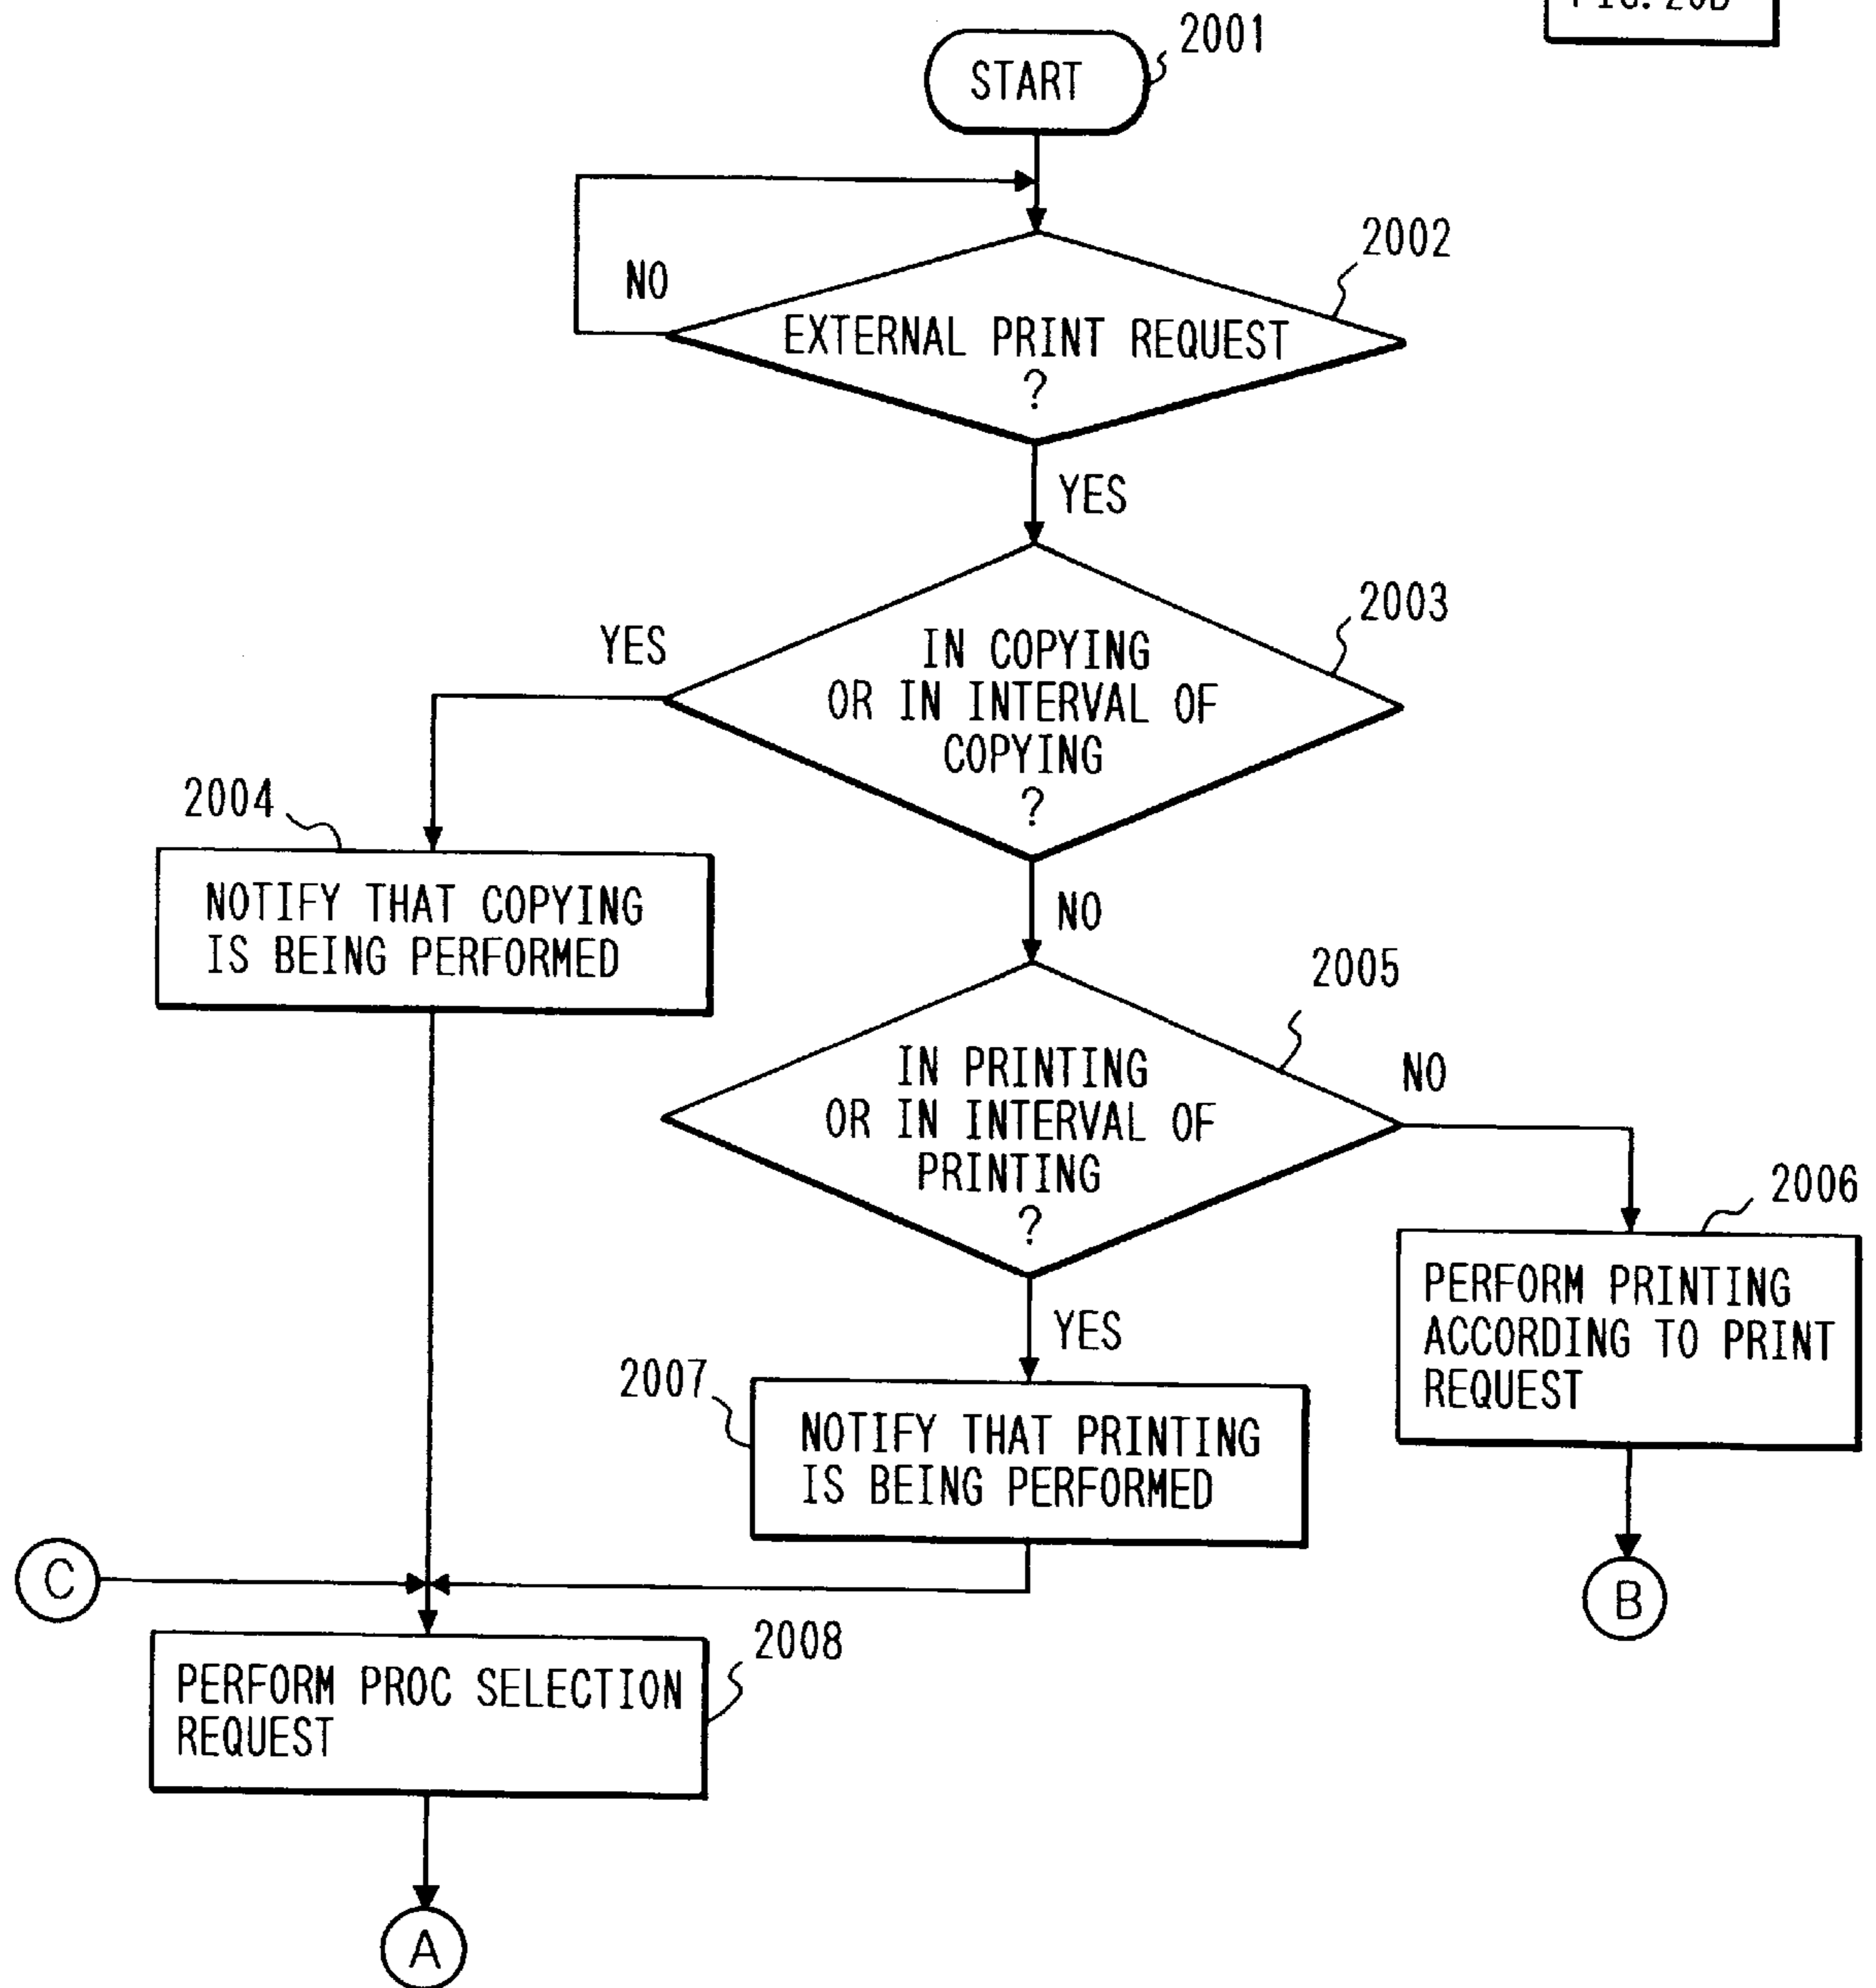 FIG. 20B
START
2001
2002
NO
EXTERNAL PRINT REQUEST
?
YES
2003
YES
IN COPYING
OR IN INTERVAL OF
COPYING
?
2004
NOTIFY THAT COPYING
IS BEING PERFORMED
NO
2005
IN PRINTING
OR IN INTERVAL OF
PRINTING
?
NO
2006
PERFORM PRINTING
ACCORDING TO PRINT
REQUEST
YES
2007
NOTIFY THAT PRINTING
IS BEING PERFORMED
C
B
2008
PERFORM PROC SELECTION
REQUEST
A